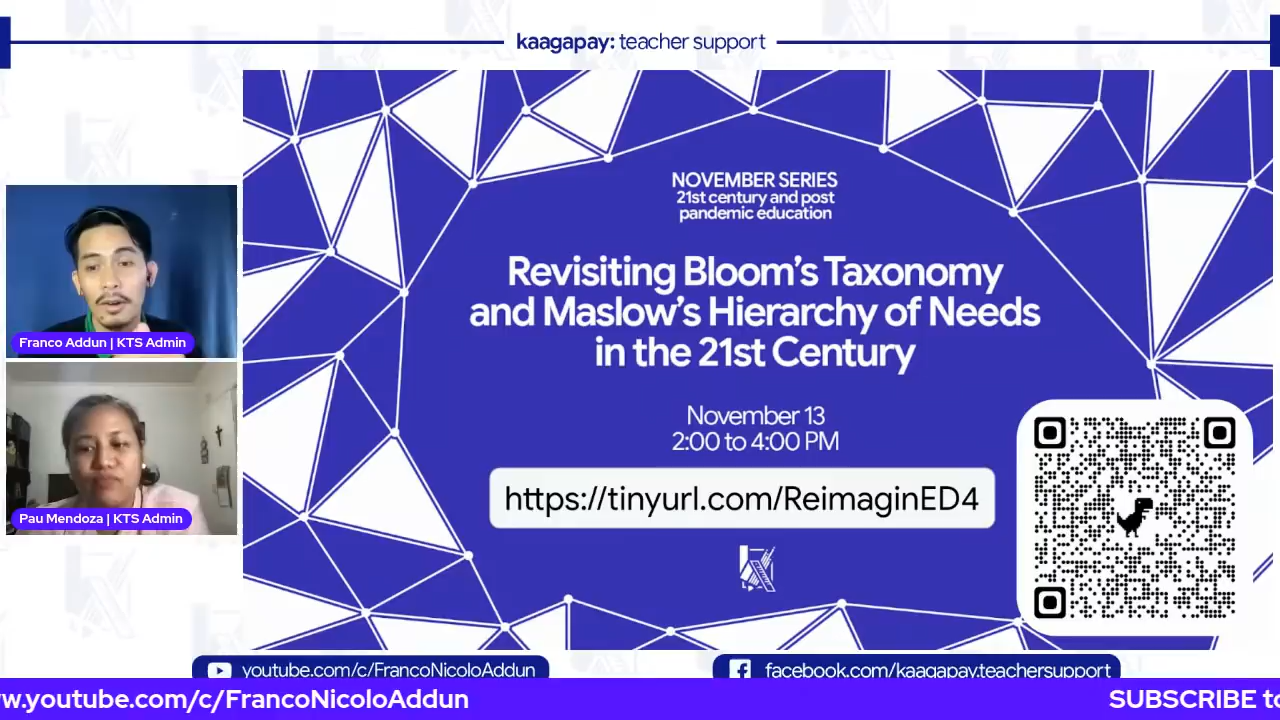 kaagapay: teacher support
NOVEMBER SERIES
21st century and post
pandemic education
Revisiting Bloom's Taxonomy
and Maslow's Hierarchy of Needs
in the 21st Century
November 13
2:00 to 4:00 PM
https://tinyurl.com/ReimaginED4
Franco Addun | KTS Admin
Pau Mendoza | KTS Admin
youtube.com/c/FrancoNicoloAddun
facebook.com/kaagapay.teachersupport
w.youtube.com/c/FrancoNicoloAddun
SUBSCRIBE to